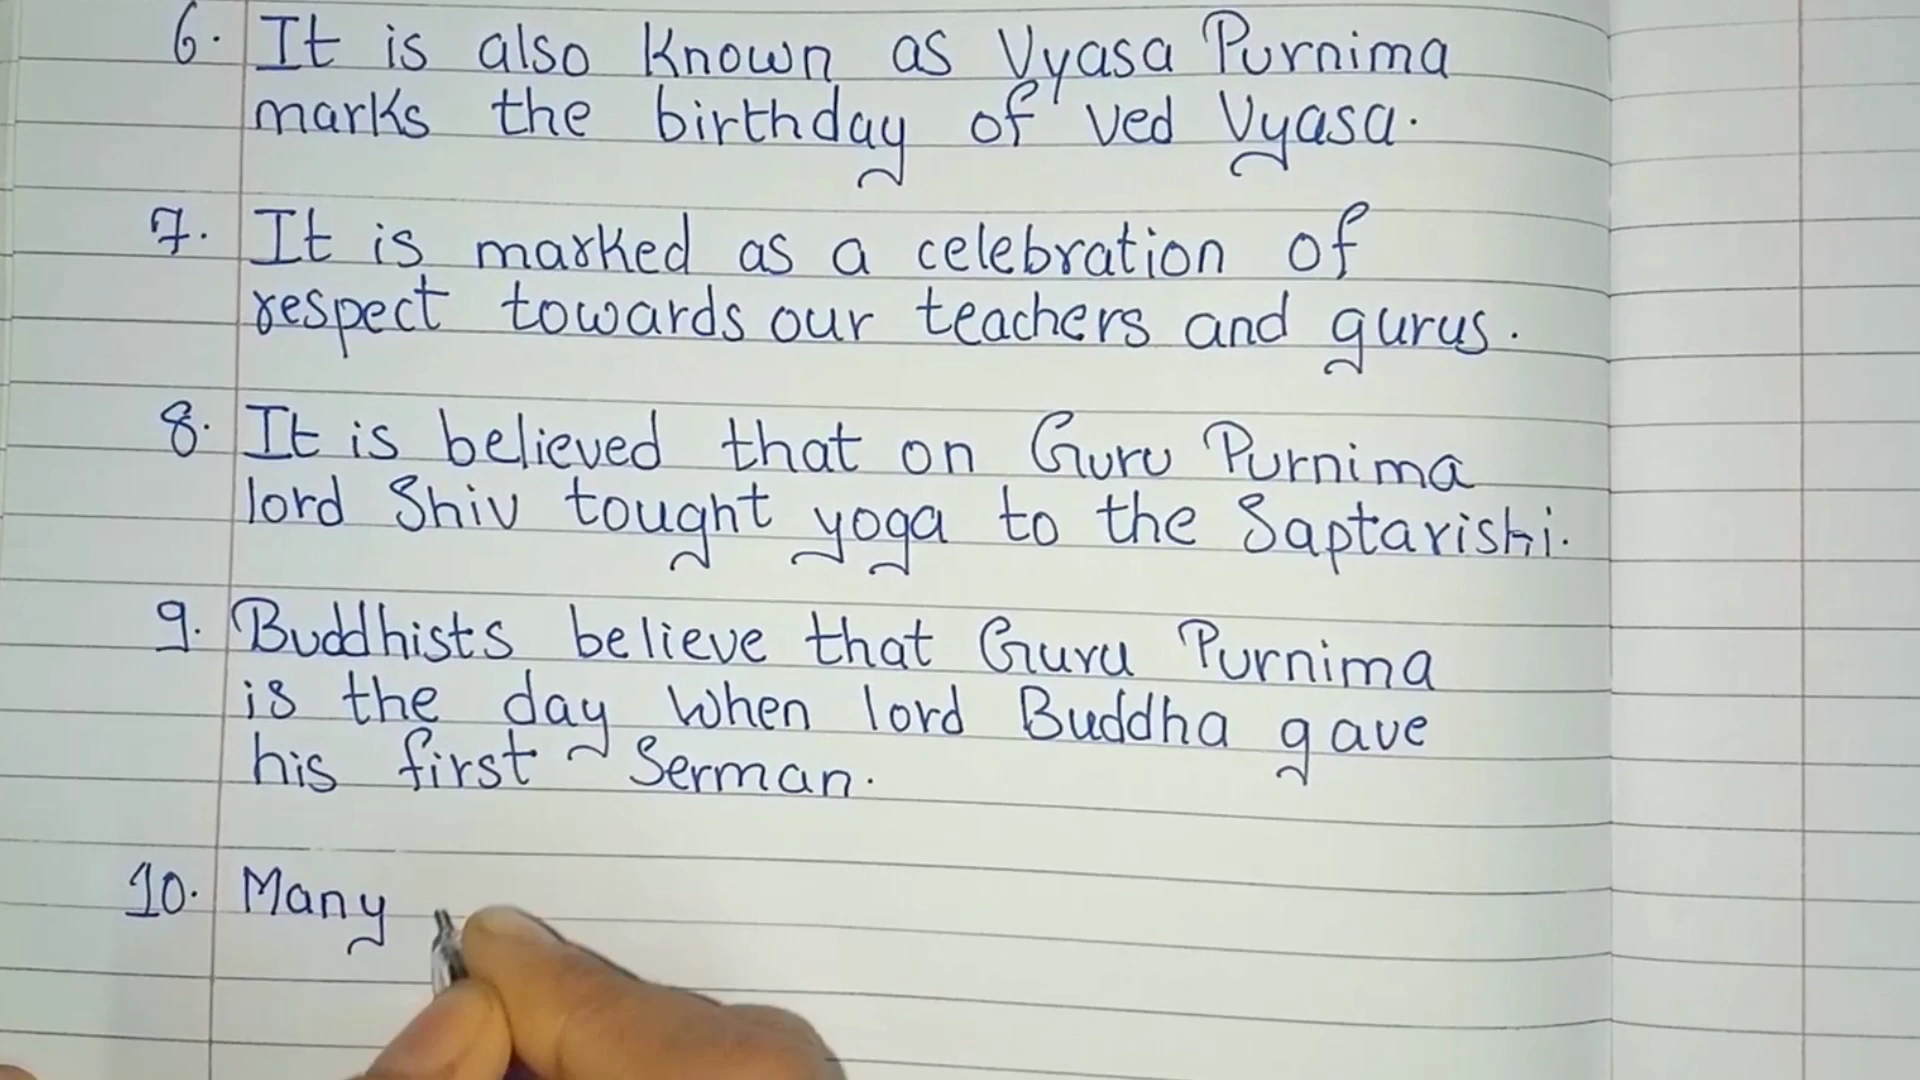 6. It is also known as Vyasa Purnima
marks the birthday of ved Vyasa.
7. It is marked as a celebration of
respect towards our teachers and gurus.
8. It is believed that on Guru Purnima
lord Shiv tought yoga to the Saptarishi.
9. Buddhists believe that Guru Purnima
is the day when lord Buddha gave
his first Serman.
10. Many